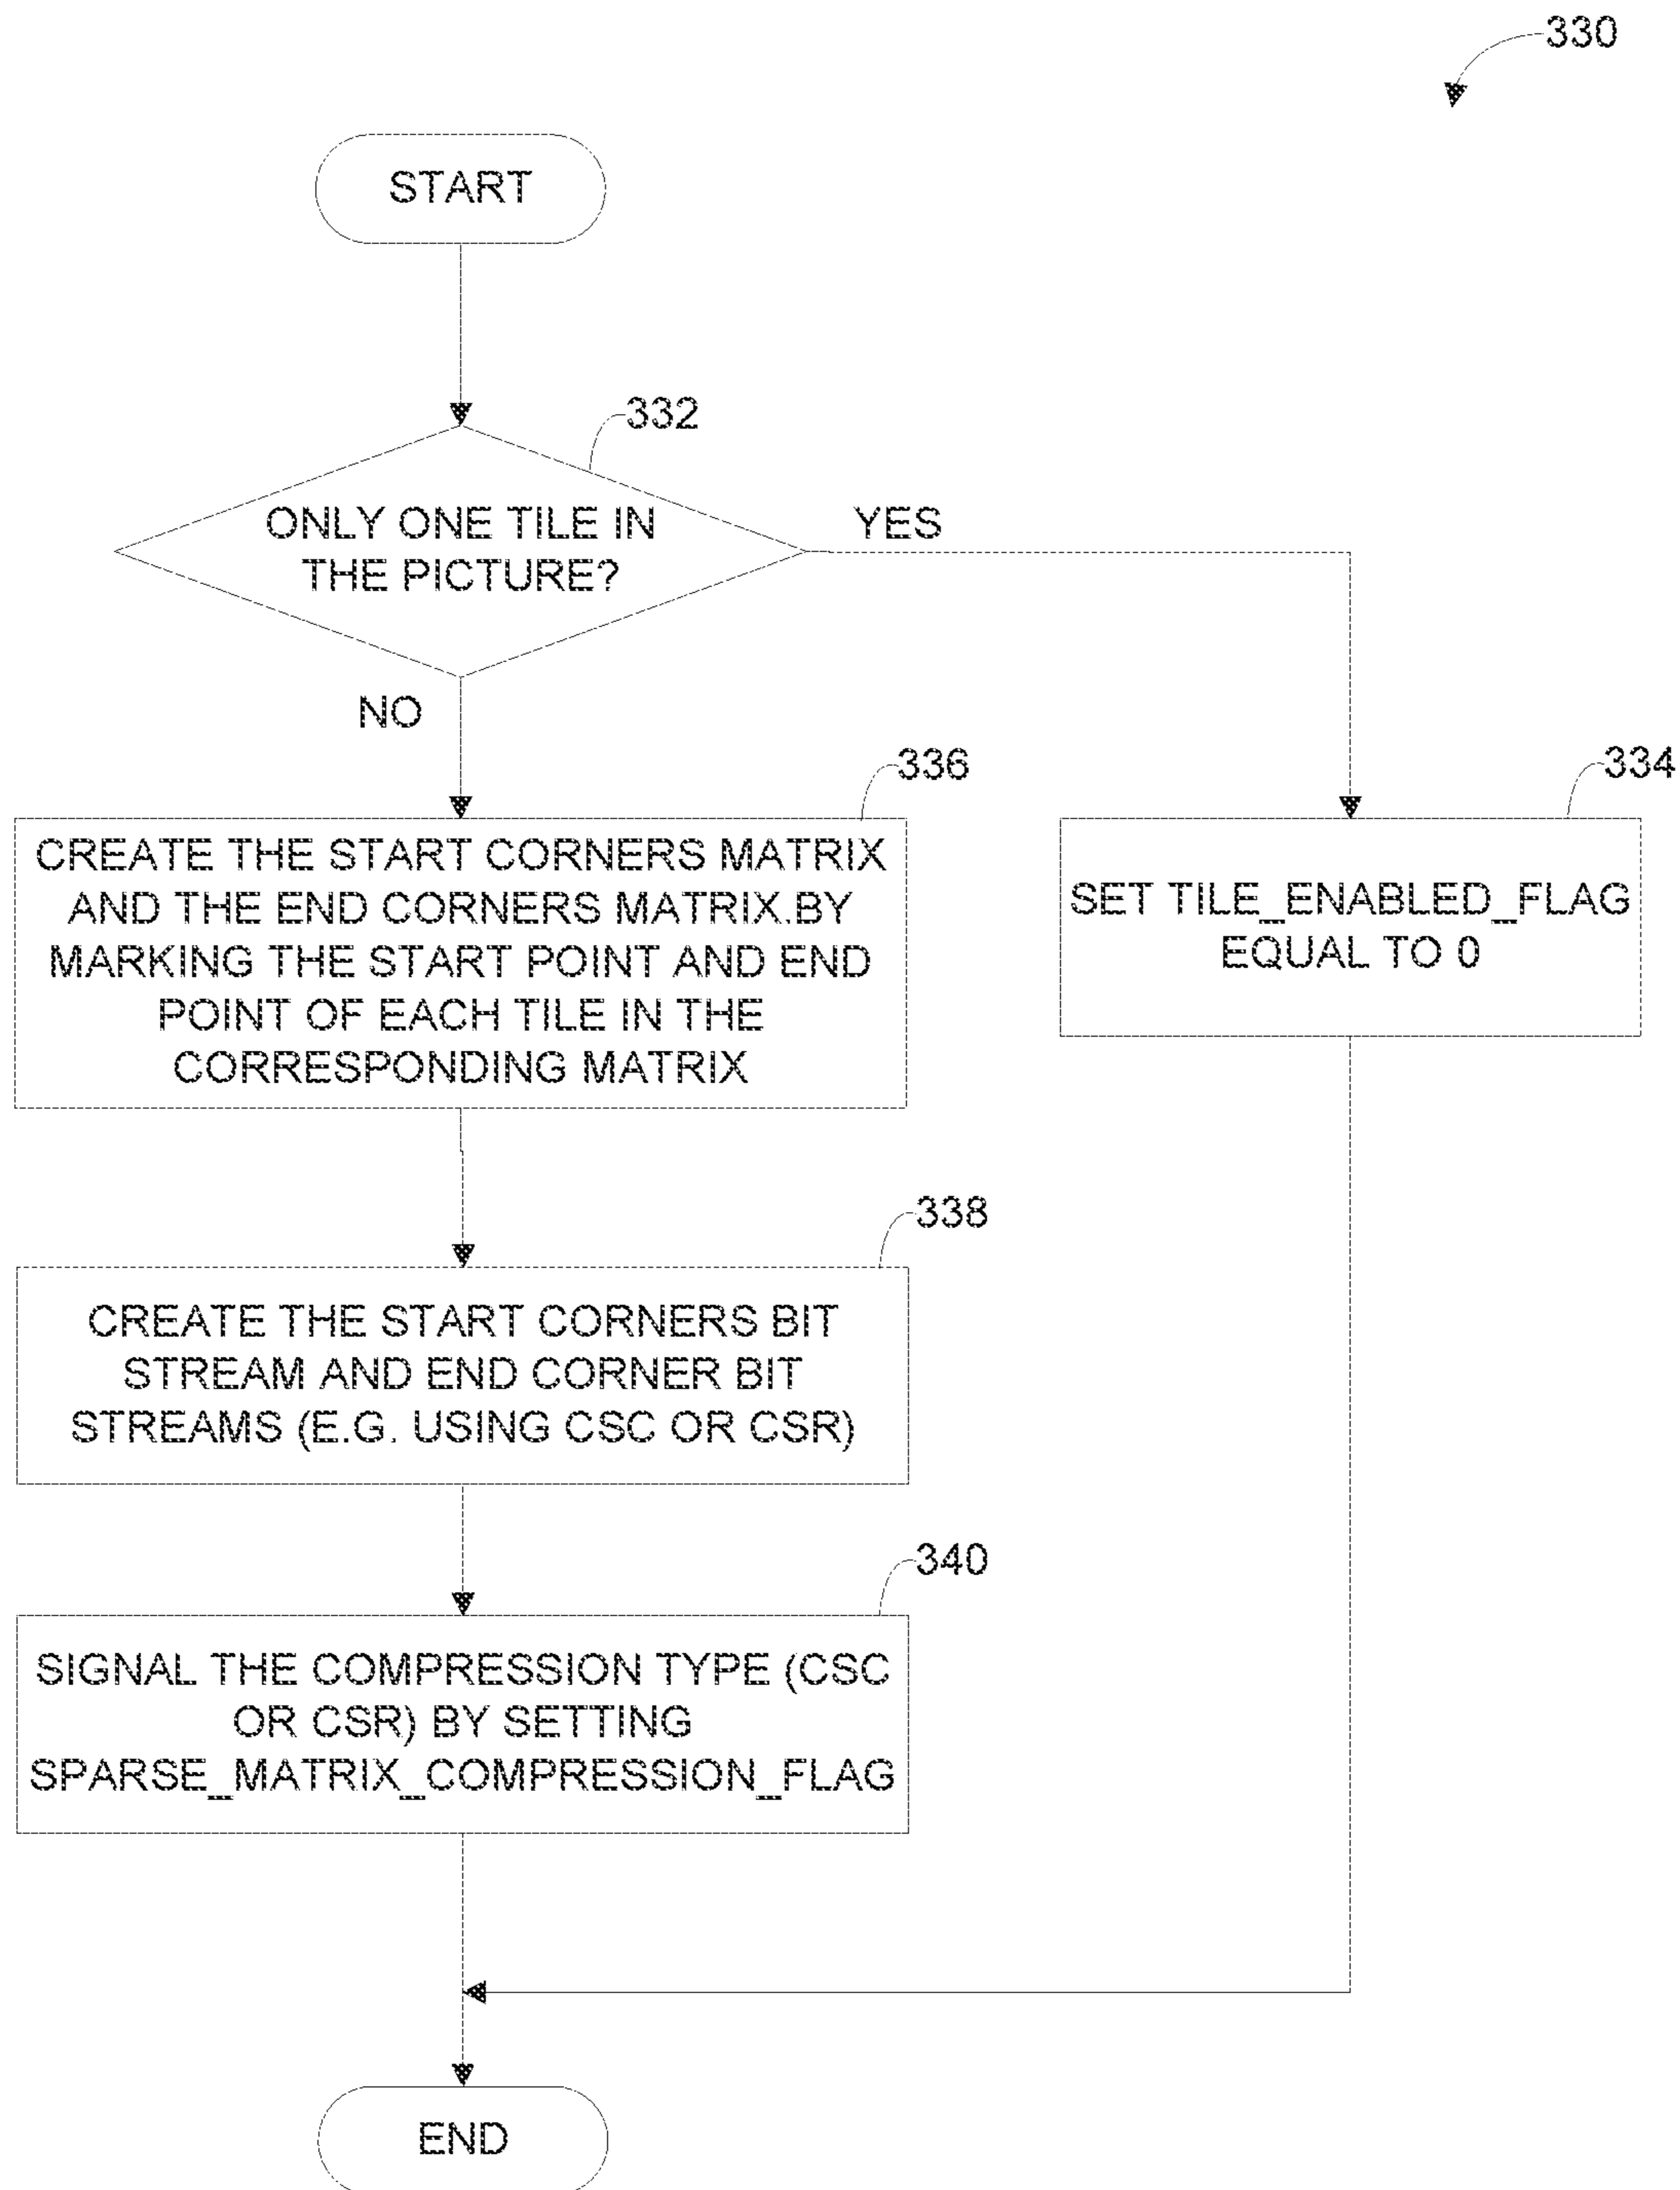 330
START
332
ONLY ONE TILE IN
THE PICTURE?
YES
NO
336
CREATE THE START CORNERS MATRIX
AND THE END CORNERS MATRIX.BY
MARKING THE START POINT AND END
POINT OF EACH TILE IN THE
CORRESPONDING MATRIX
334
SET TILE_ENABLED_FLAG
EQUAL TO 0
338
CREATE THE START CORNERS BIT
STREAM AND END CORNER BIT
STREAMS (E.G. USING CSC OR CSR)
340
SIGNAL THE COMPRESSION TYPE (CSC
OR CSR) BY SETTING
SPARSE_MATRIX_COMPRESSION_FLAG
END